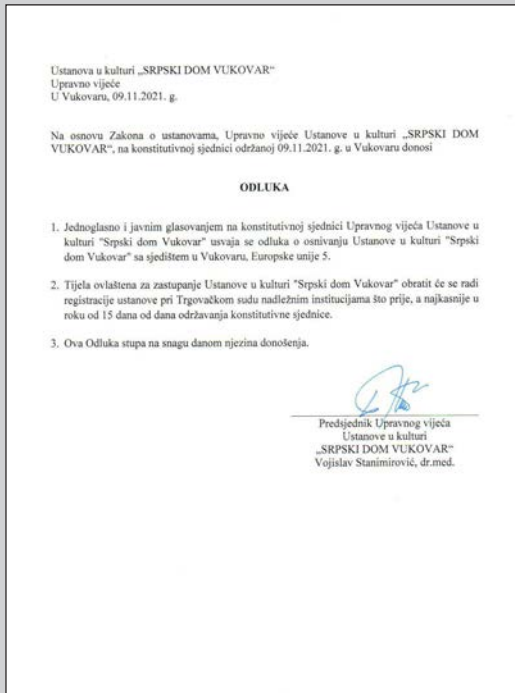 Ustanova u kulturi „SRPSKI DOM VUKOVAR“
Upravno vijeće
U Vukovaru, 09.11.2021. g.
Na osnovu Zakona o ustanovama, Upravno vijeće Ustanove u kulturi „SRPSKI DOM
VUKOVAR“, na konstitutivnoj sjednici održanoj 09.11.2021. g. u Vukovaru donosi
ODLUKA
1. Jednoglasno i javnim glasovanjem na konstitutivnoj sjednici Upravnog vijeća Ustanove u
kulturi "Srpski dom Vukovar" usvaja se odluka o osnivanju Ustanove u kulturi "Srpski
dom Vukovar" sa sjedištem u Vukovaru, Europske unije 5.
2. Tijela ovlaštena za zastupanje Ustanove u kulturi "Srpski dom Vukovar" obratit će se radi
registracije ustanove pri Trgovačkom sudu nadležnim institucijama što prije, a najkasnije u
roku od 15 dana od dana održavanja konstitutivne sjednice.
3. Ova Odluka stupa na snagu danom njezina donošenja.
Predsjednik Upravnog vijeća
Ustanove u kulturi
„SRPSKI DOM VUKOVAR“
Vojislav Stanimirović, dr.med.